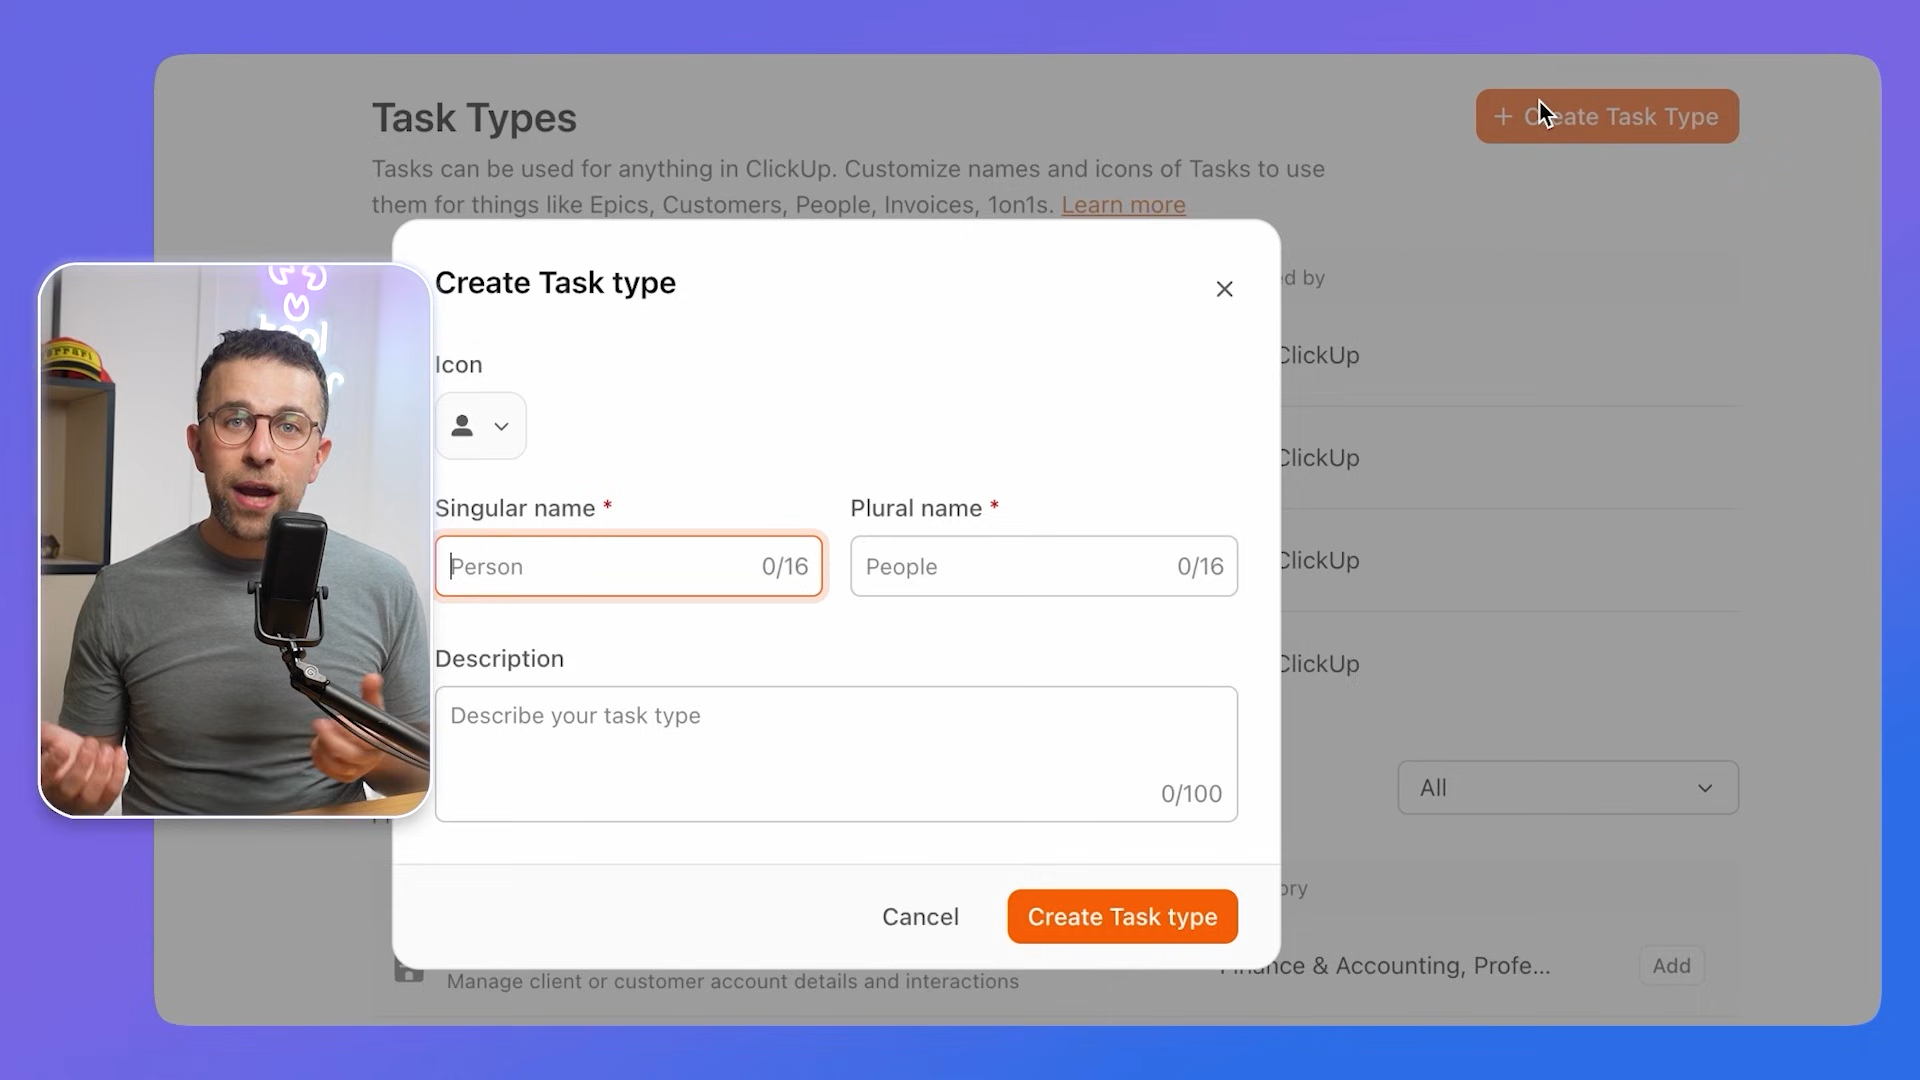 Task Types
+ Create Task Type
Tasks can be used for anything in ClickUp. Customize names and icons of Tasks to use
them for things like Epics, Customers, People, Invoices, 1on1s. Learn more
Create Task type
d by
Icon
ClickUp
ClickUp
Singular name *
Plural name *
Person 0/16
People 0/16
ClickUp
Description
ClickUp
Describe your task type
0/100
All
ory
Cancel
Create Task type
Finance & Accounting, Profe...
Add
Manage client or customer account details and interactions
Ferrari